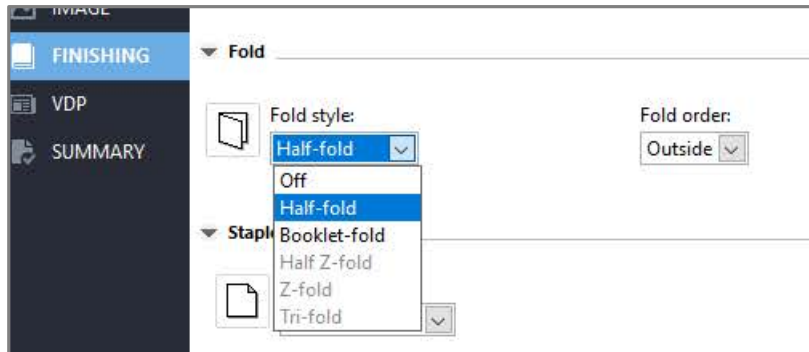 IMAGE
FINISHING
VDP
SUMMARY
Fold
Fold style:
Half-fold
Fold order:
Outside
Off
Half-fold
Booklet-fold
Half Z-fold
Z-fold
Tri-fold